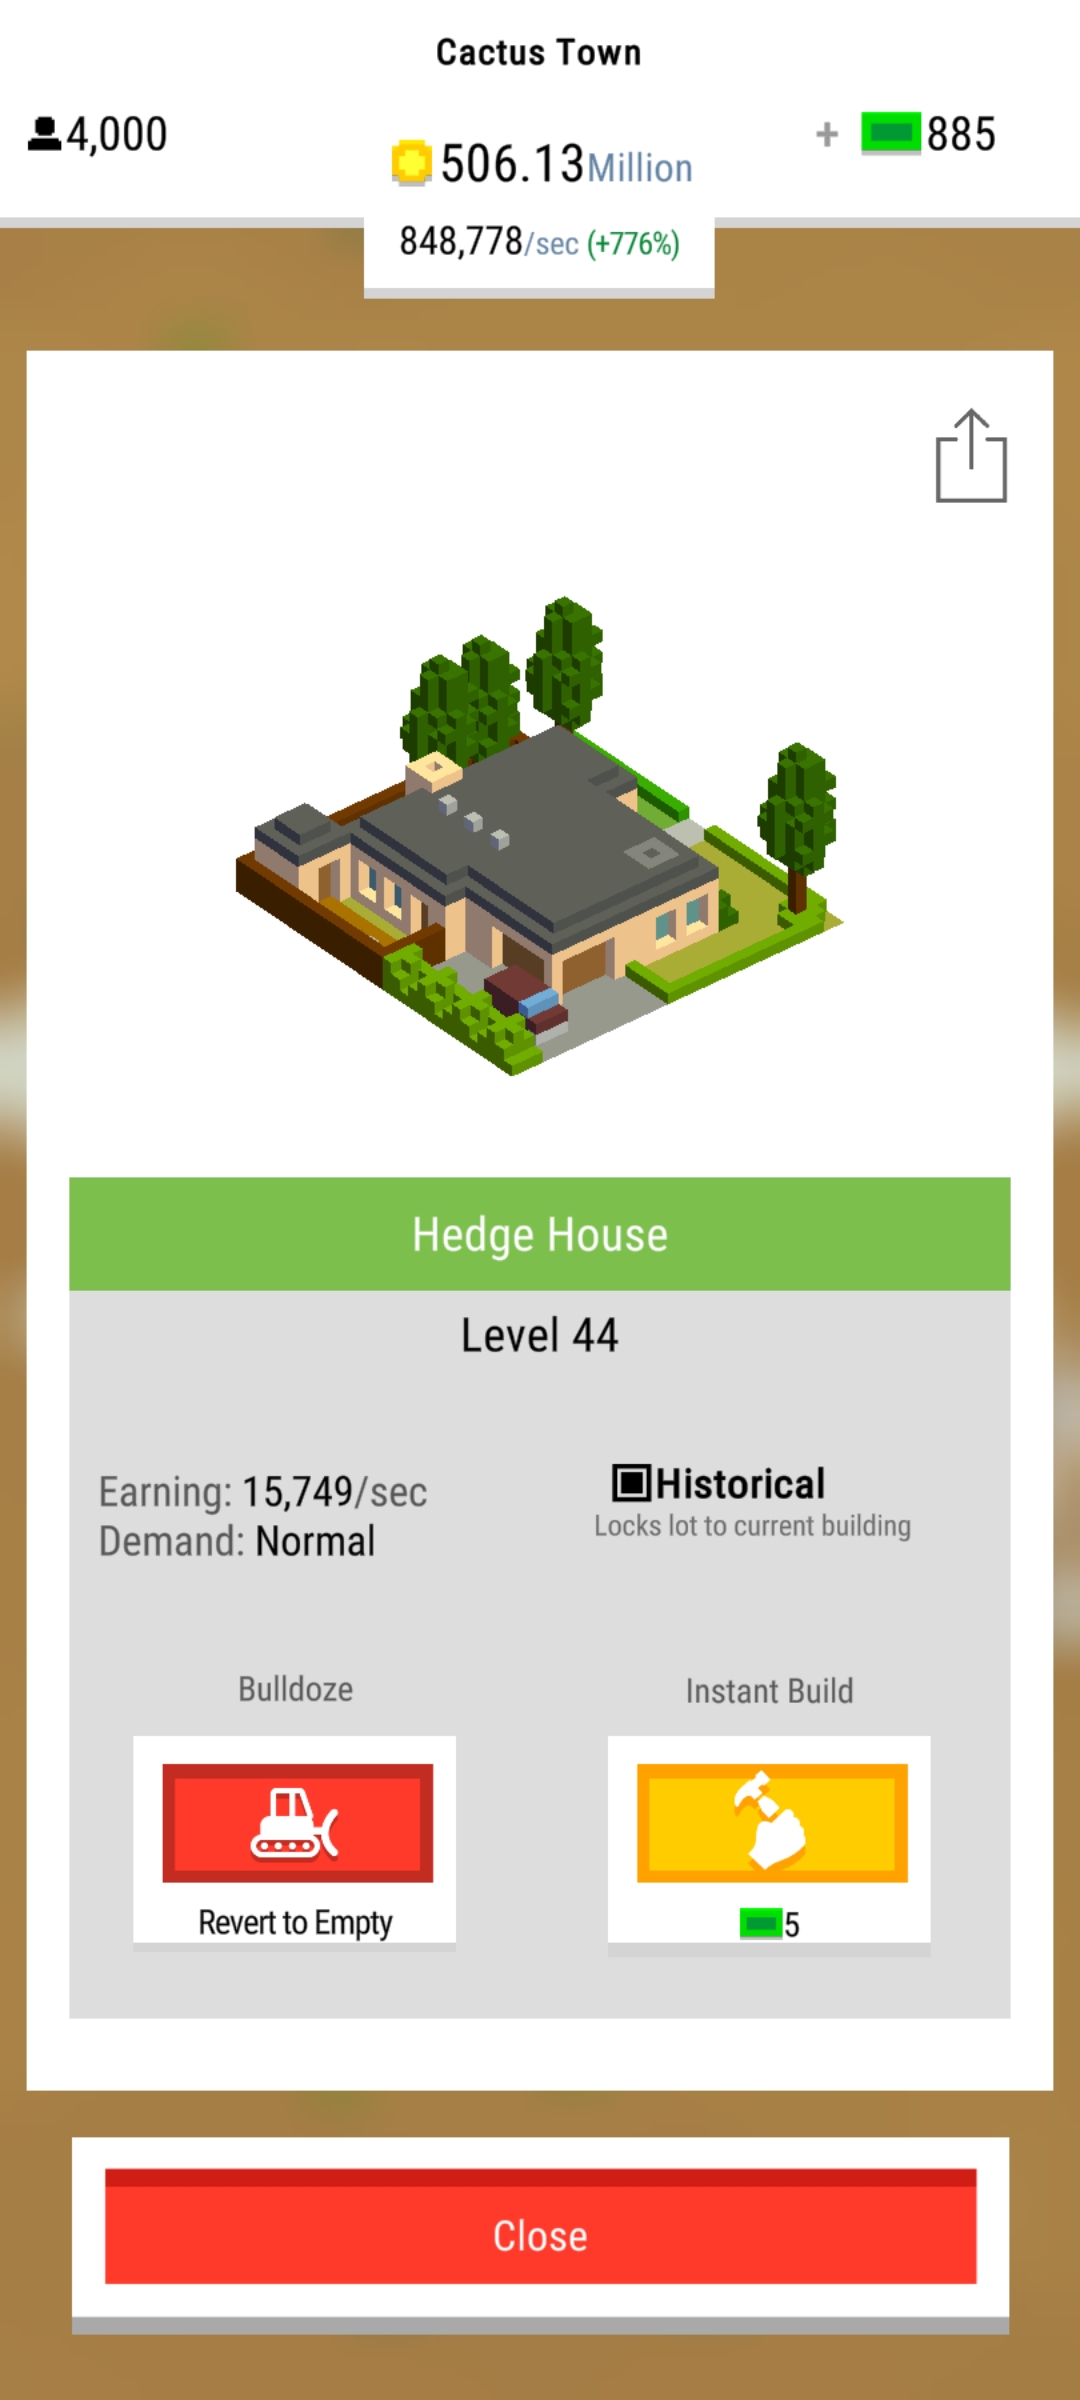 Cactus Town
4,000
506.13Million
+ 885
848,778/sec (+776%)
Hedge House
Level 44
Earning: 15,749/sec
Demand: Normal
Historical
Locks lot to current building
Bulldoze
Revert to Empty
Instant Build
5
Close